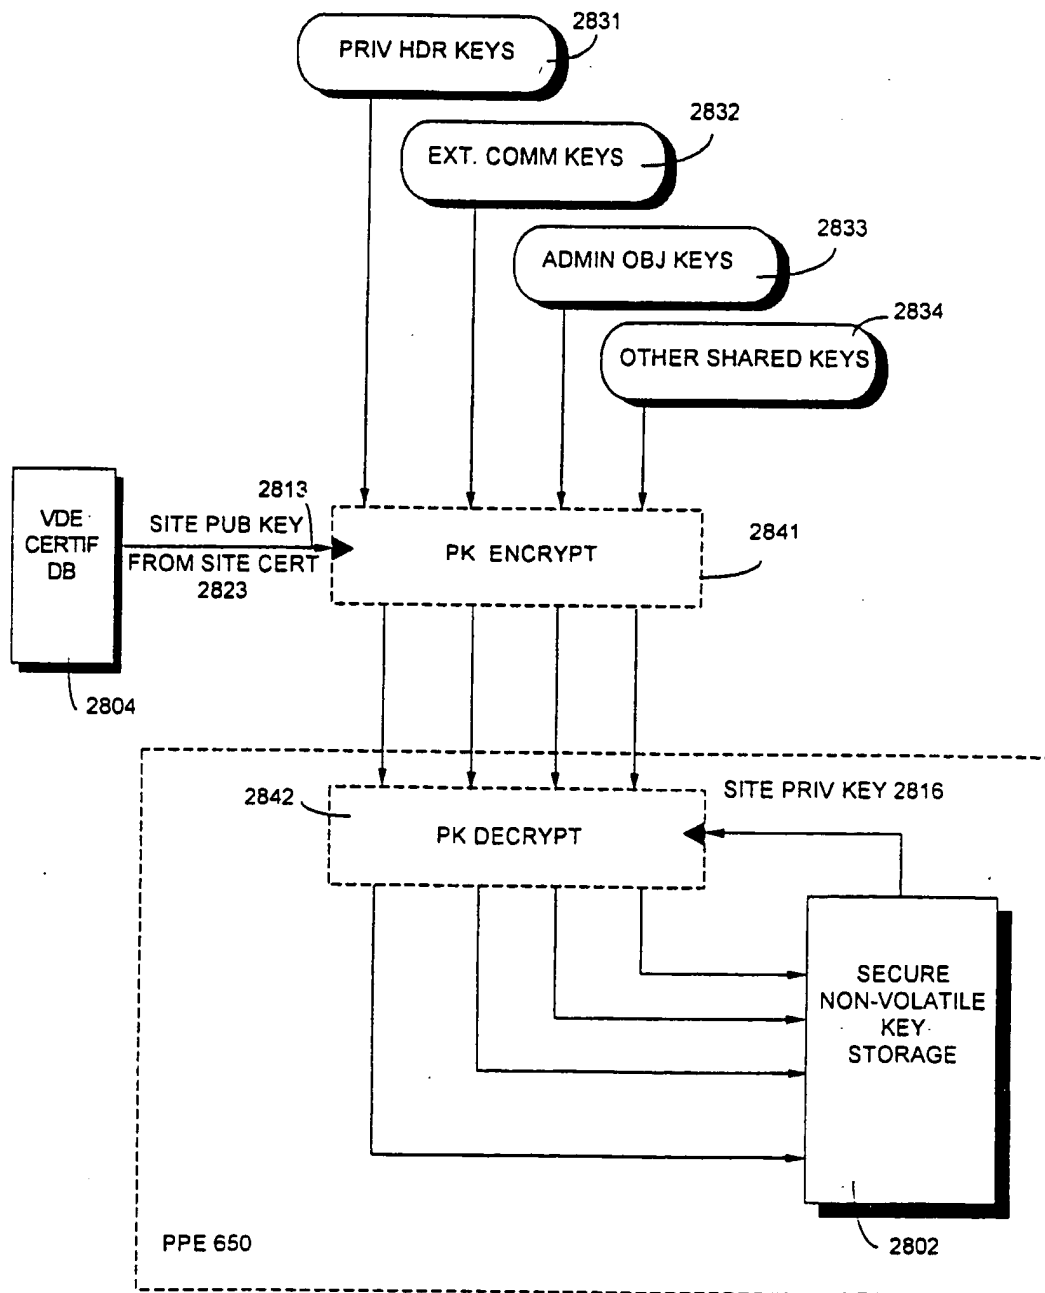 2831
PRIV HDR KEYS
2832
EXT. COMM KEYS
2833
ADMIN OBJ KEYS
2834
OTHER SHARED KEYS
2813
VDE
CERTIF
DB
SITE PUB KEY
FROM SITE CERT
2823
PK ENCRYPT
2841
2804
2842
SITE PRIV KEY 2816
PK DECRYPT
SECURE
NON-VOLATILE
KEY
STORAGE
PPE 650
2802